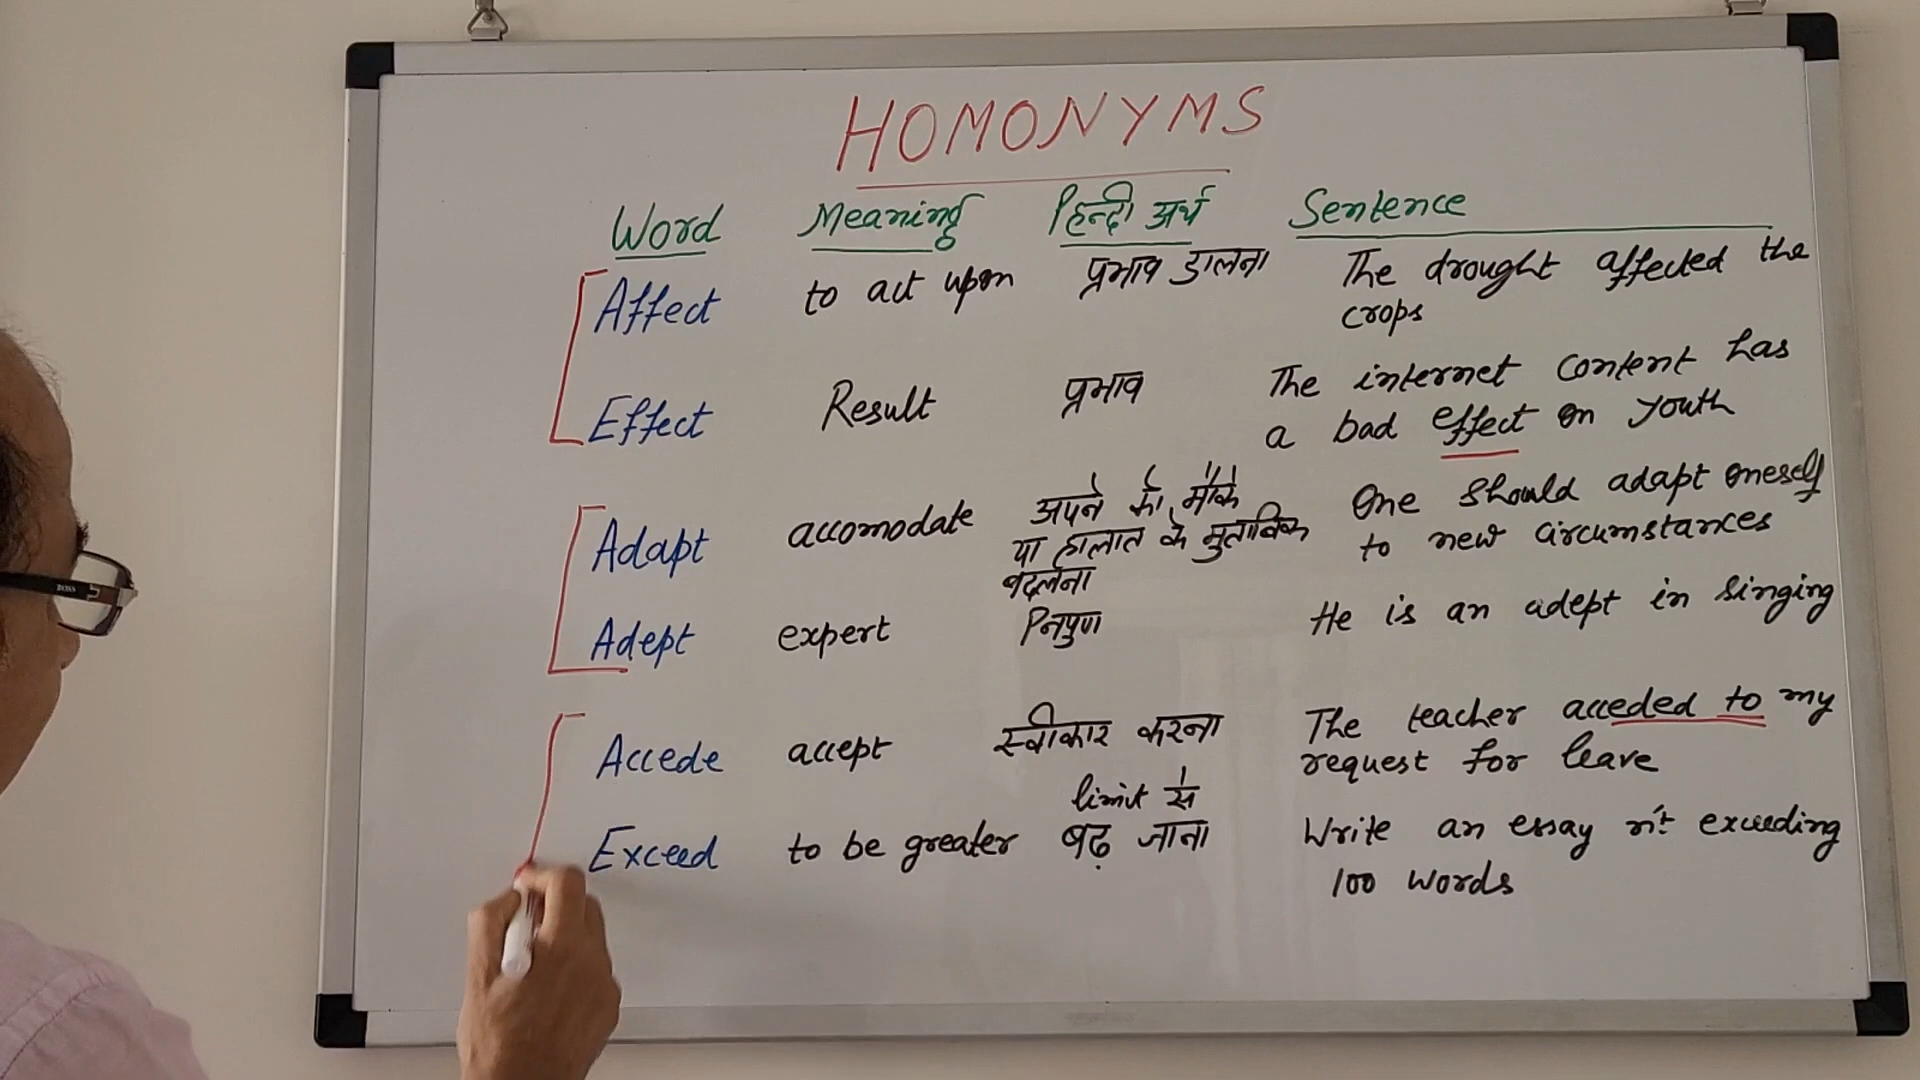 HOMONYMS
Word Meaning हिन्दी अर्थ Sentence
Affect to act upon प्रभाव डालना The drought affected the
crops
Effect Result प्रभाव The internet content has
a bad effect on youth
Adapt accomodate अपने को मौके One should adapt oneself
या हालात के मुताबिक to new circumstances
बदलना
Adept expert निपुण He is an adept in singing
Accede accept स्वीकार करना The teacher acceded to my
request for leave
limit से
Exceed to be greater बढ़ जाना Write an essay not exceeding
100 words
BOSS